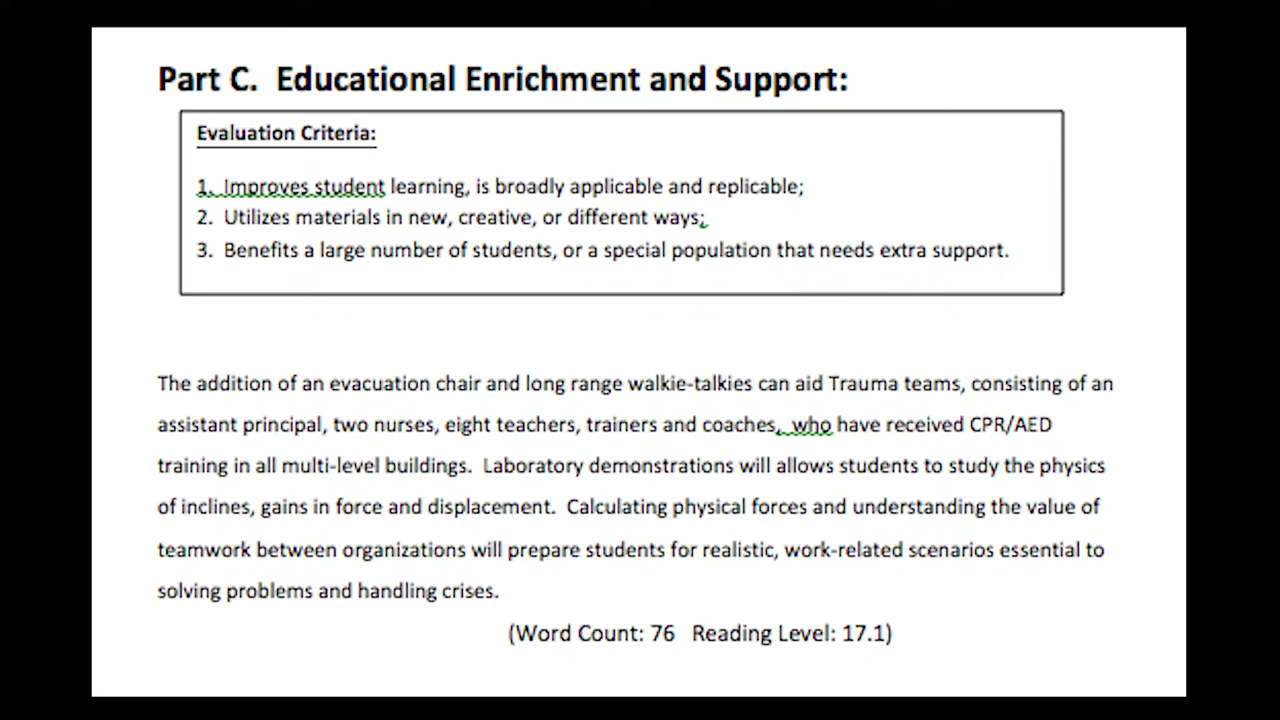 Part C.  Educational Enrichment and Support:
Evaluation Criteria:
1.  Improves student learning, is broadly applicable and replicable;
2.  Utilizes materials in new, creative, or different ways;
3.  Benefits a large number of students, or a special population that needs extra support.
The addition of an evacuation chair and long range walkie-talkies can aid Trauma teams, consisting of an
assistant principal, two nurses, eight teachers, trainers and coaches,  who have received CPR/AED
training in all multi-level buildings.  Laboratory demonstrations will allows students to study the physics
of inclines, gains in force and displacement.  Calculating physical forces and understanding the value of
teamwork between organizations will prepare students for realistic, work-related scenarios essential to
solving problems and handling crises.
(Word Count: 76   Reading Level: 17.1)